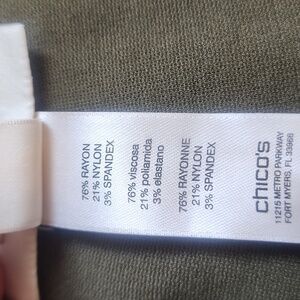 76% RAYON
21% NYLON
3% SPANDEX
76% viscosa
21% poliamida
3% elastano
76% RAYONNE
21% NYLON
3% SPANDEX
chico's
11215 METRO PARKWAY
FORT MYERS, FL 33966